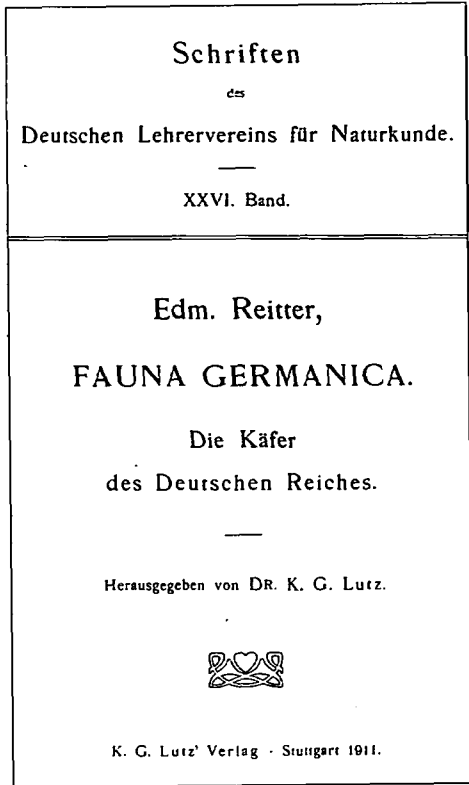 Schriften
des
Deutschen Lehrervereins für Naturkunde.
XXVI. Band.
Edm. Reitter,
FAUNA GERMANICA.
Die Käfer
des Deutschen Reiches.
Herausgegeben von DR. K. G. Lutz.
K. G. Lutz' Verlag · Stuttgart 1911.